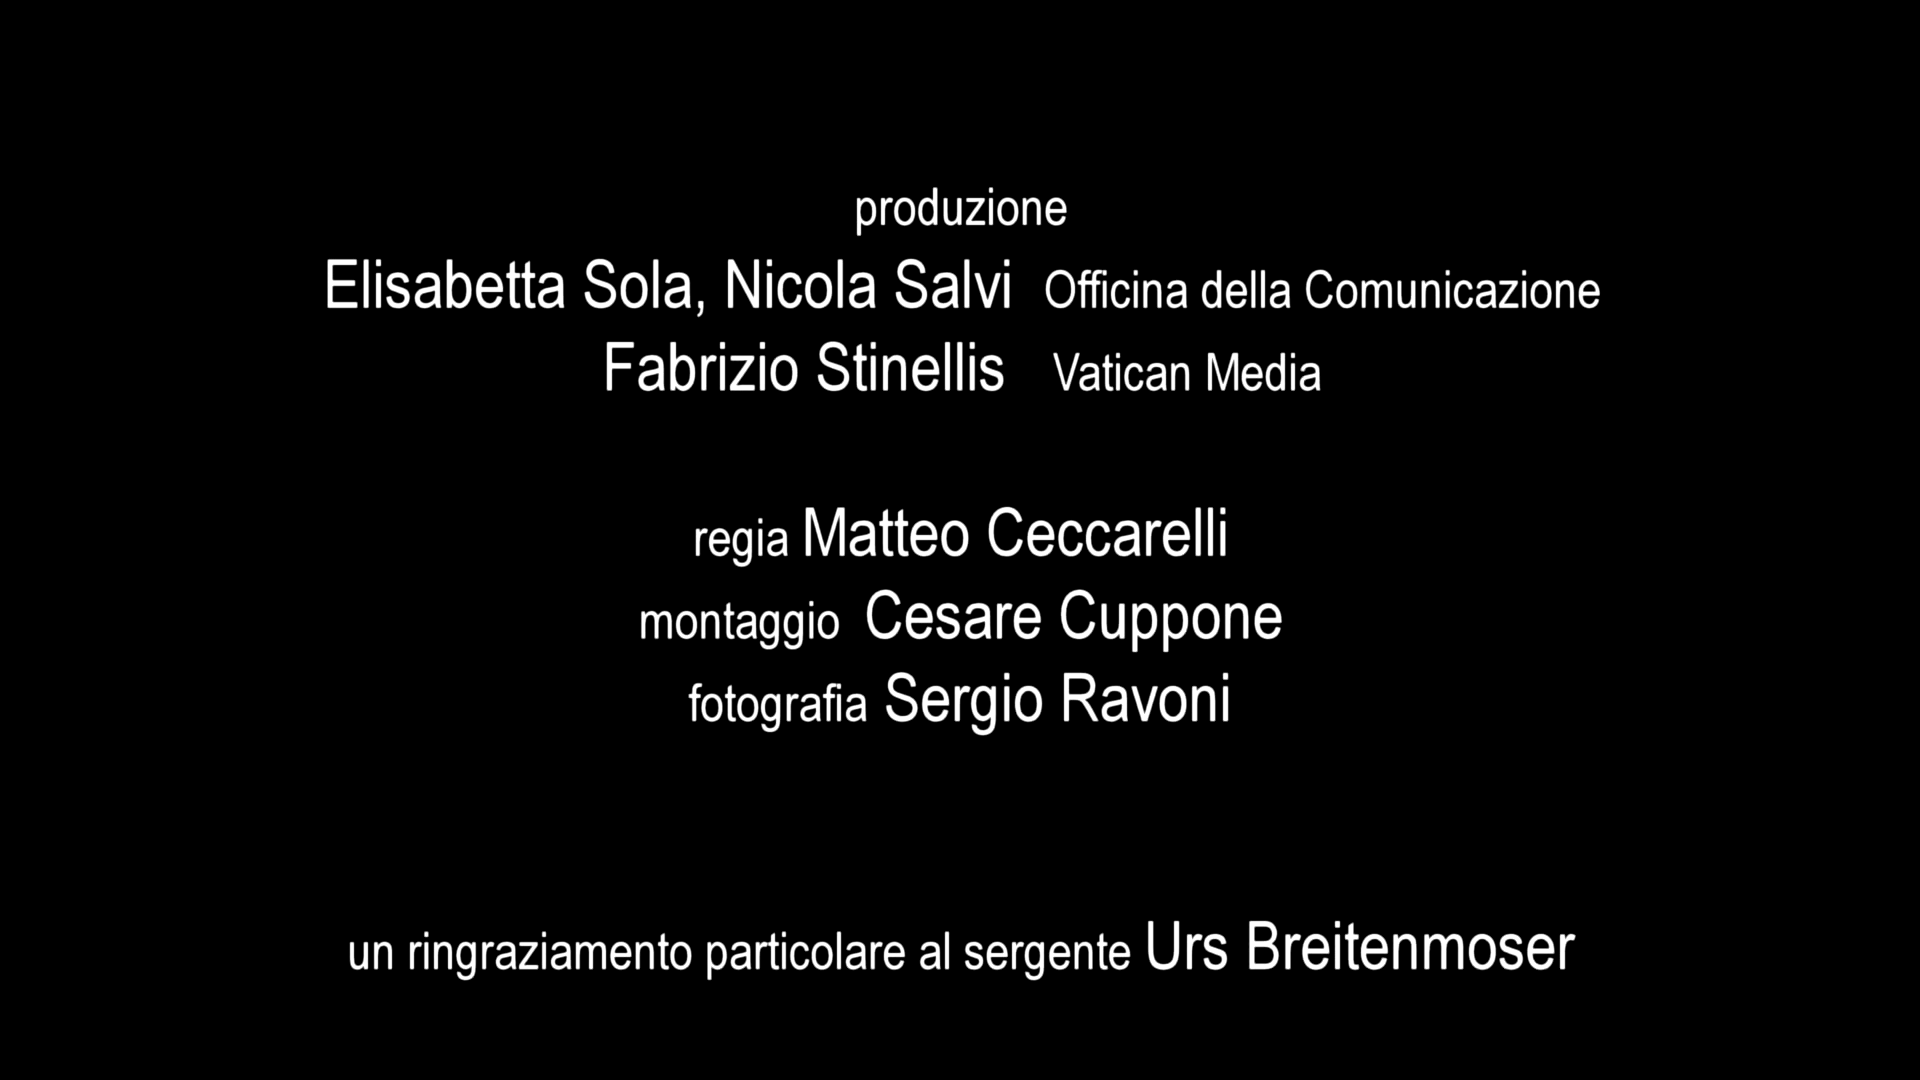 produzione
Elisabetta Sola, Nicola Salvi Officina della Comunicazione
Fabrizio Stinellis Vatican Media
regia Matteo Ceccarelli
montaggio Cesare Cuppone
fotografia Sergio Ravoni
un ringraziamento particolare al sergente Urs Breitenmoser